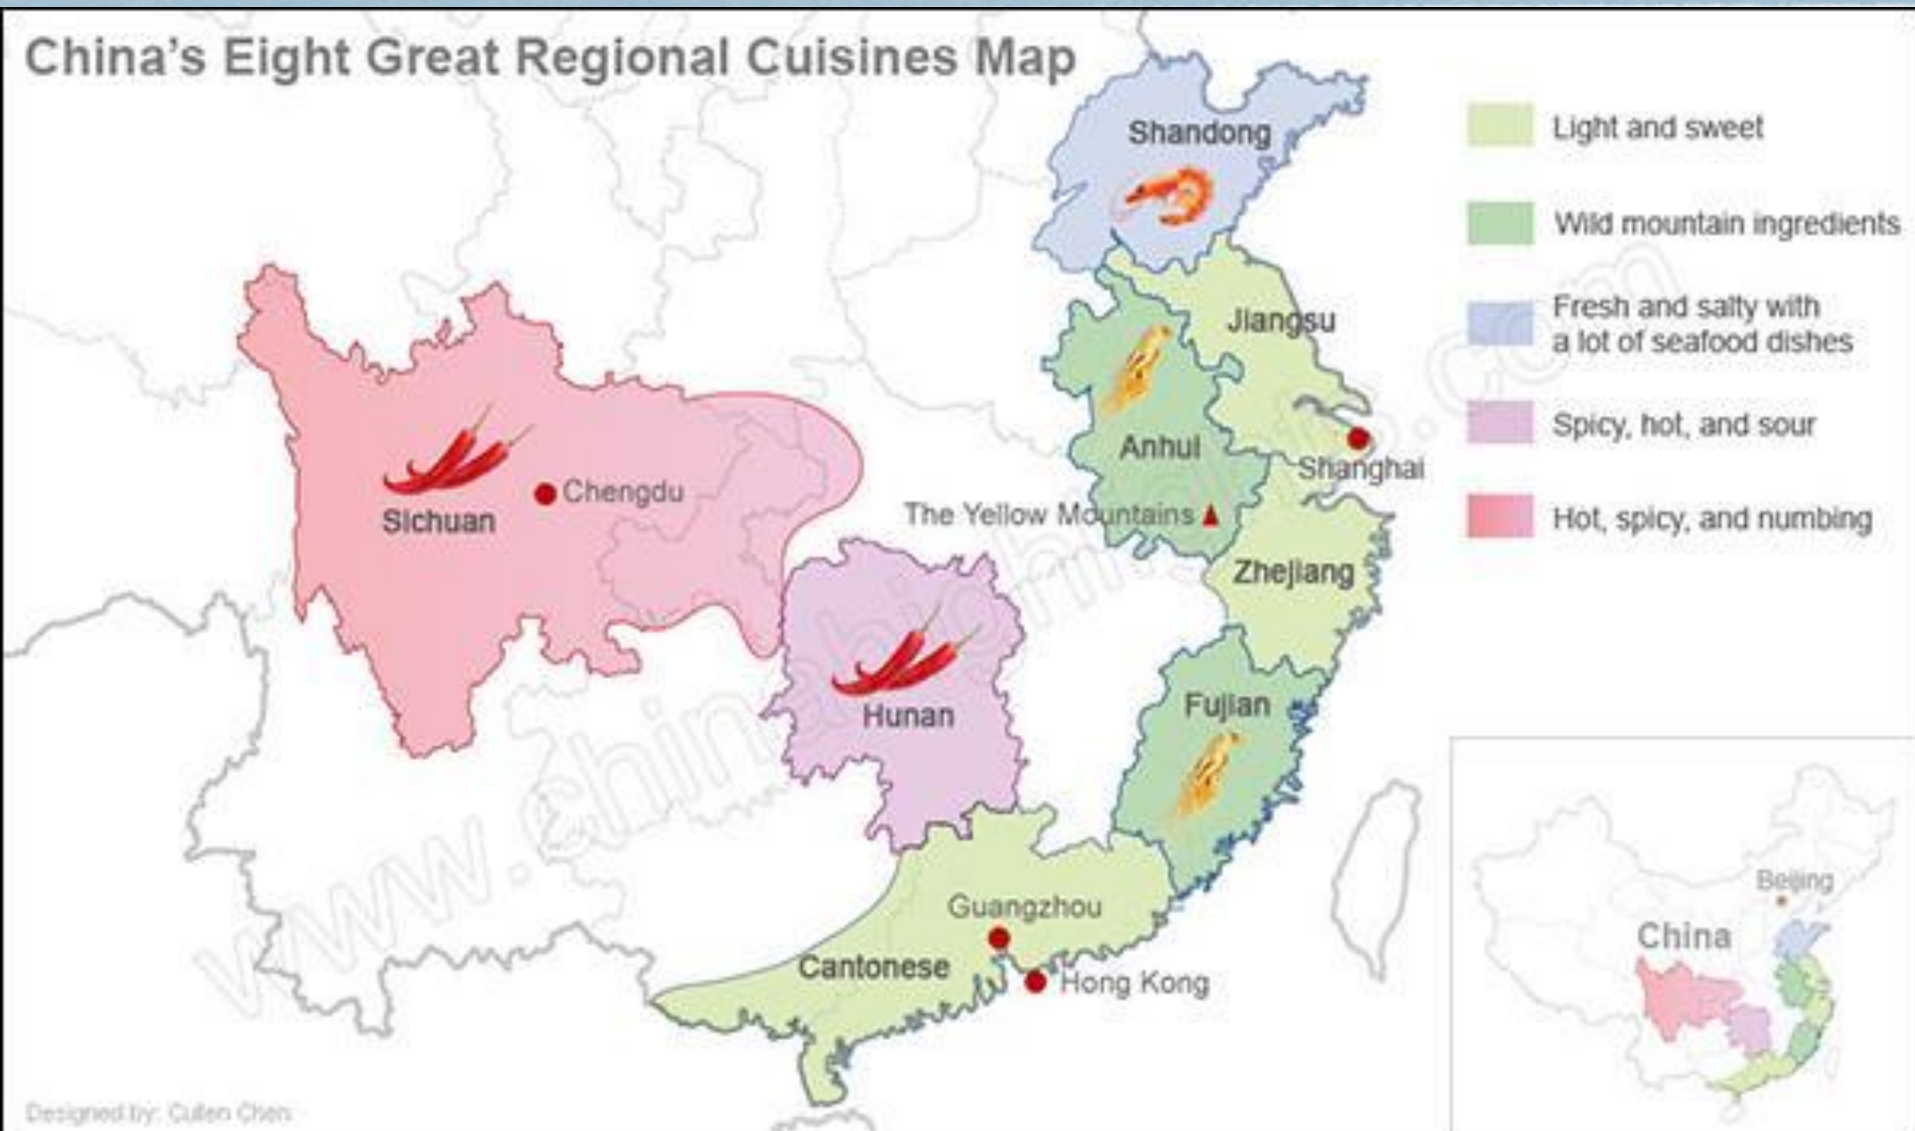 China's Eight Great Regional Cuisines Map
Shandong
Jiangsu
Anhui
Shanghai
The Yellow Mountains
Zhejiang
Fujian
Sichuan
Chengdu
Hunan
Guangzhou
Cantonese
Hong Kong
Light and sweet
Wild mountain ingredients
Fresh and salty with
a lot of seafood dishes
Spicy, hot, and sour
Hot, spicy, and numbing
Beijing
China
Designed by: Cullen Chen